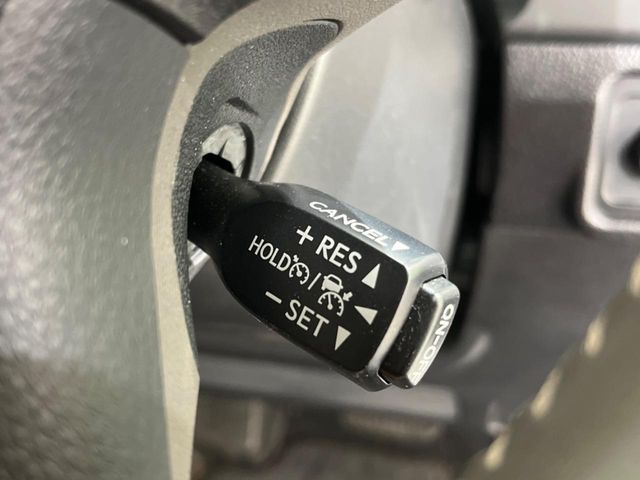 CANCEL
+ RES
HOLD /
– SET
ON-OFF